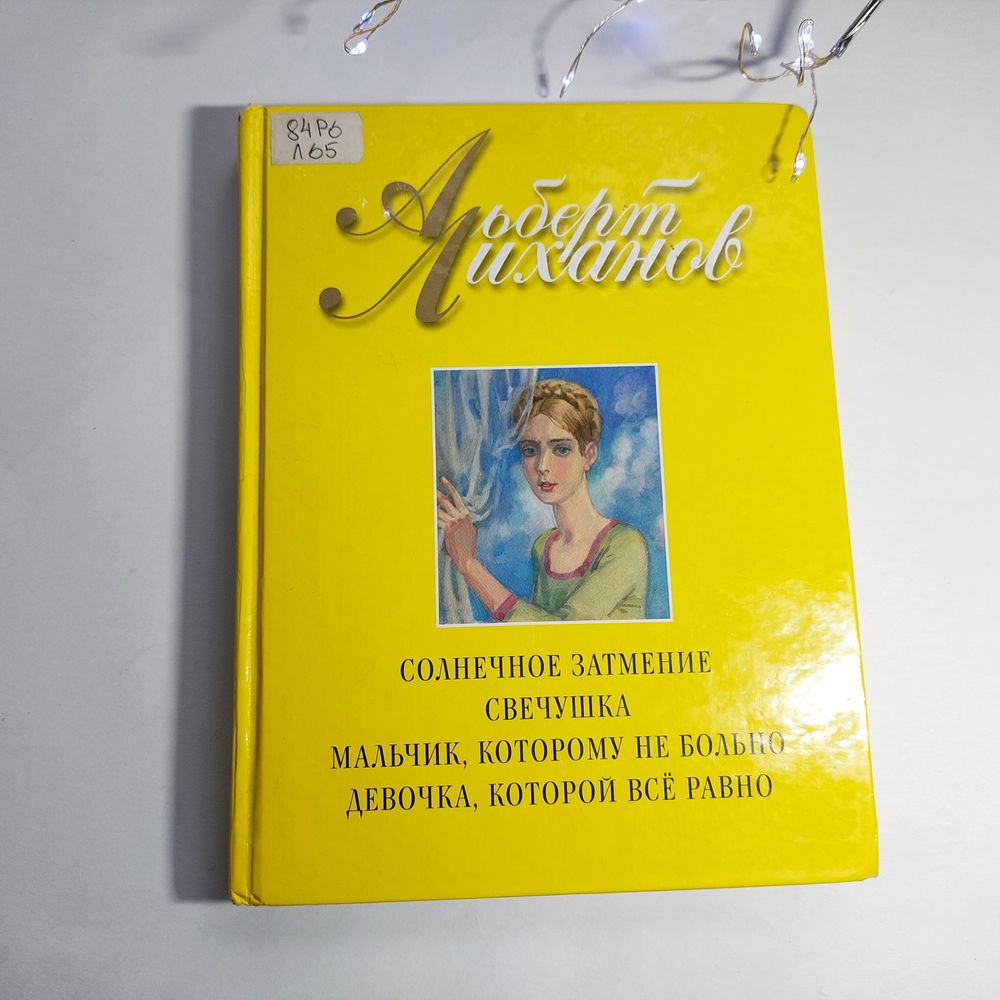 84Р6
Л65
Альберт
Лиханов
СОЛНЕЧНОЕ ЗАТМЕНИЕ
СВЕЧУШКА
МАЛЬЧИК, КОТОРОМУ НЕ БОЛЬНО
ДЕВОЧКА, КОТОРОЙ ВСЁ РАВНО